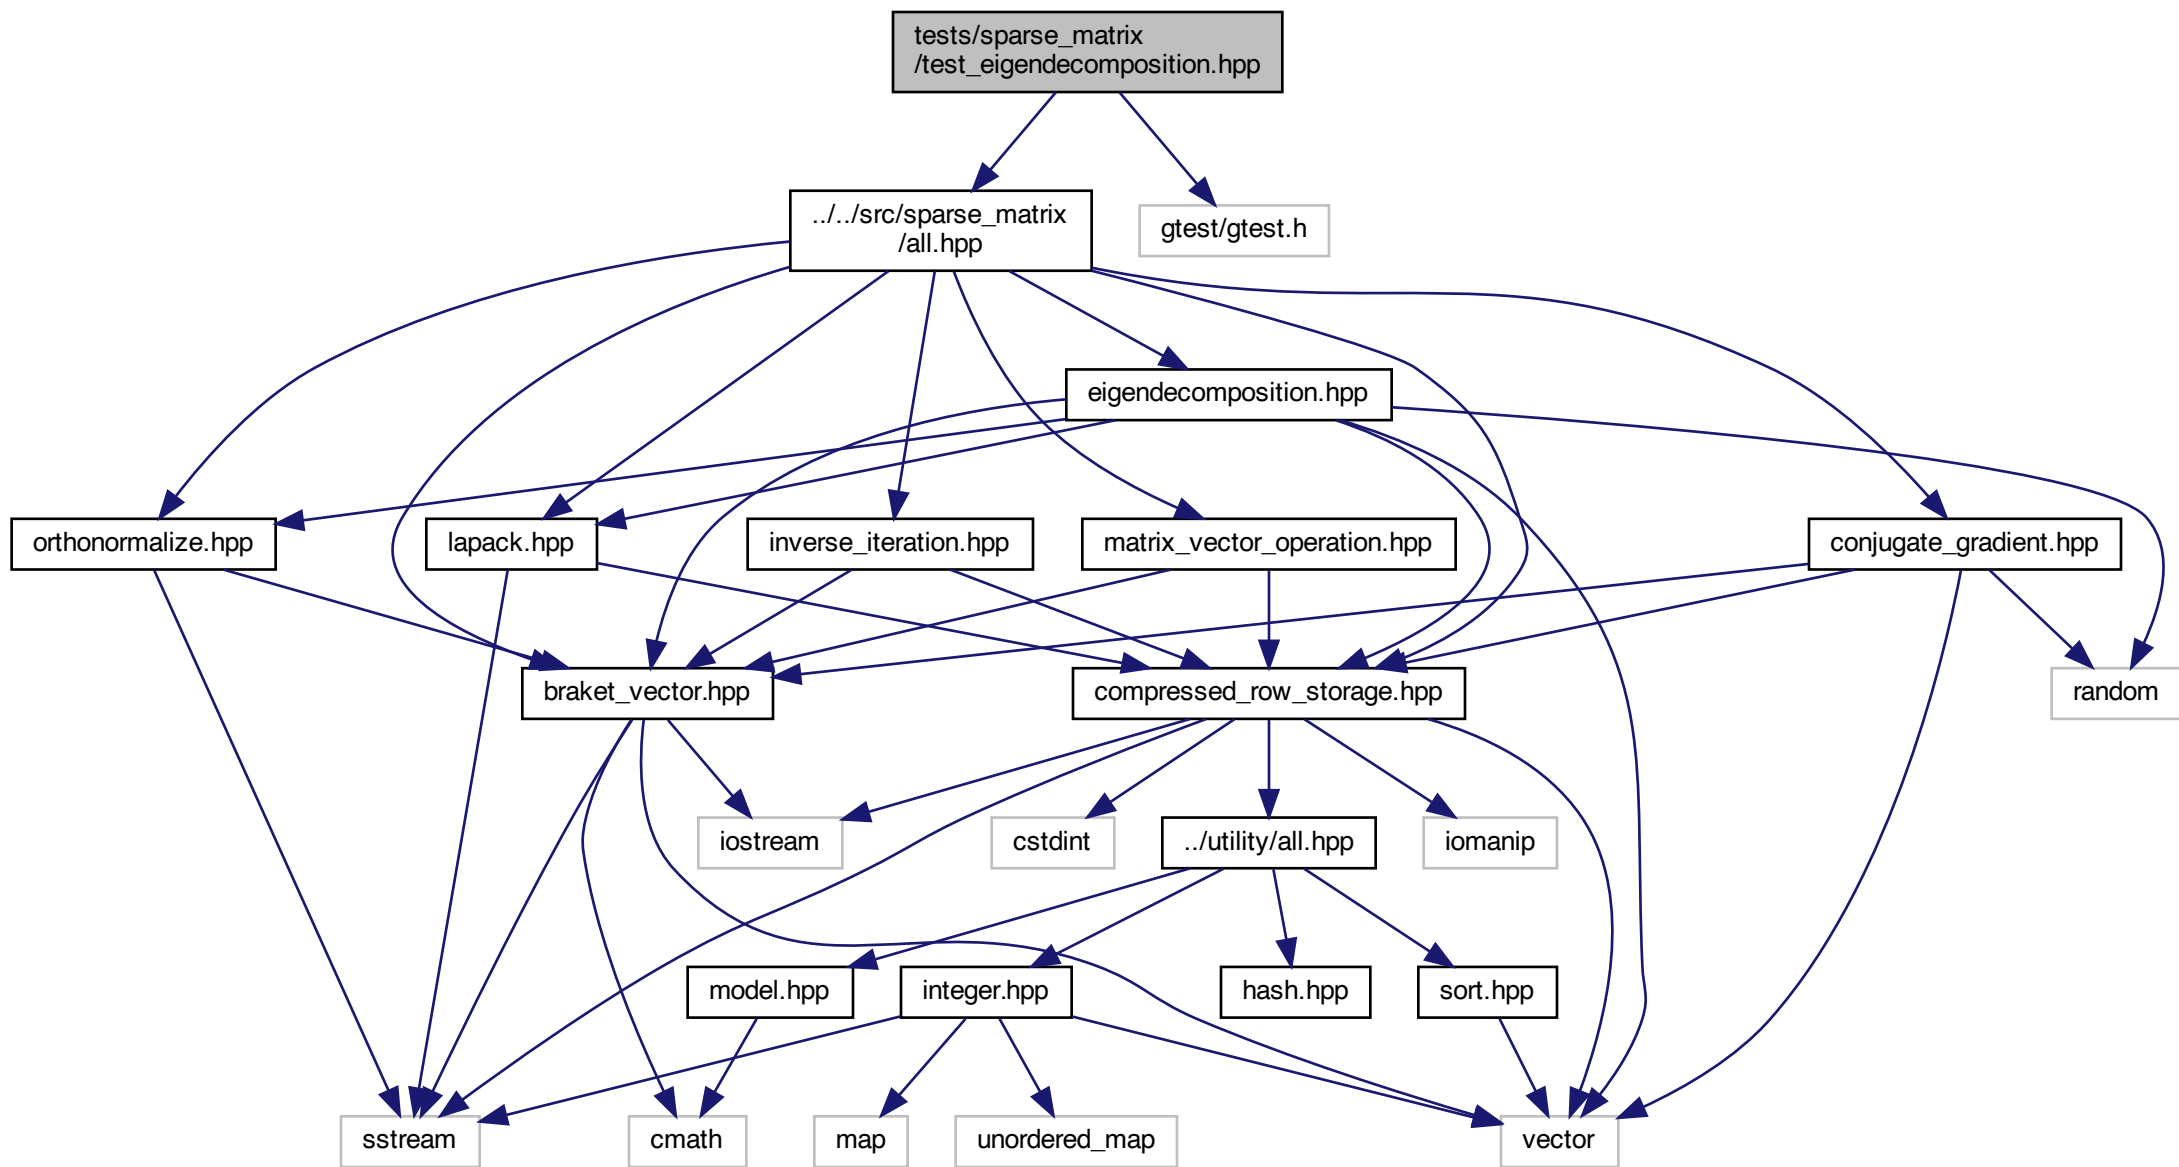 tests/sparse_matrix
/test_eigendecomposition.hpp
../../src/sparse_matrix
/all.hpp
gtest/gtest.h
eigendecomposition.hpp
orthonormalize.hpp
lapack.hpp
inverse_iteration.hpp
matrix_vector_operation.hpp
conjugate_gradient.hpp
braket_vector.hpp
compressed_row_storage.hpp
random
iostream
cstdint
../utility/all.hpp
iomanip
model.hpp
integer.hpp
hash.hpp
sort.hpp
sstream
cmath
map
unordered_map
vector